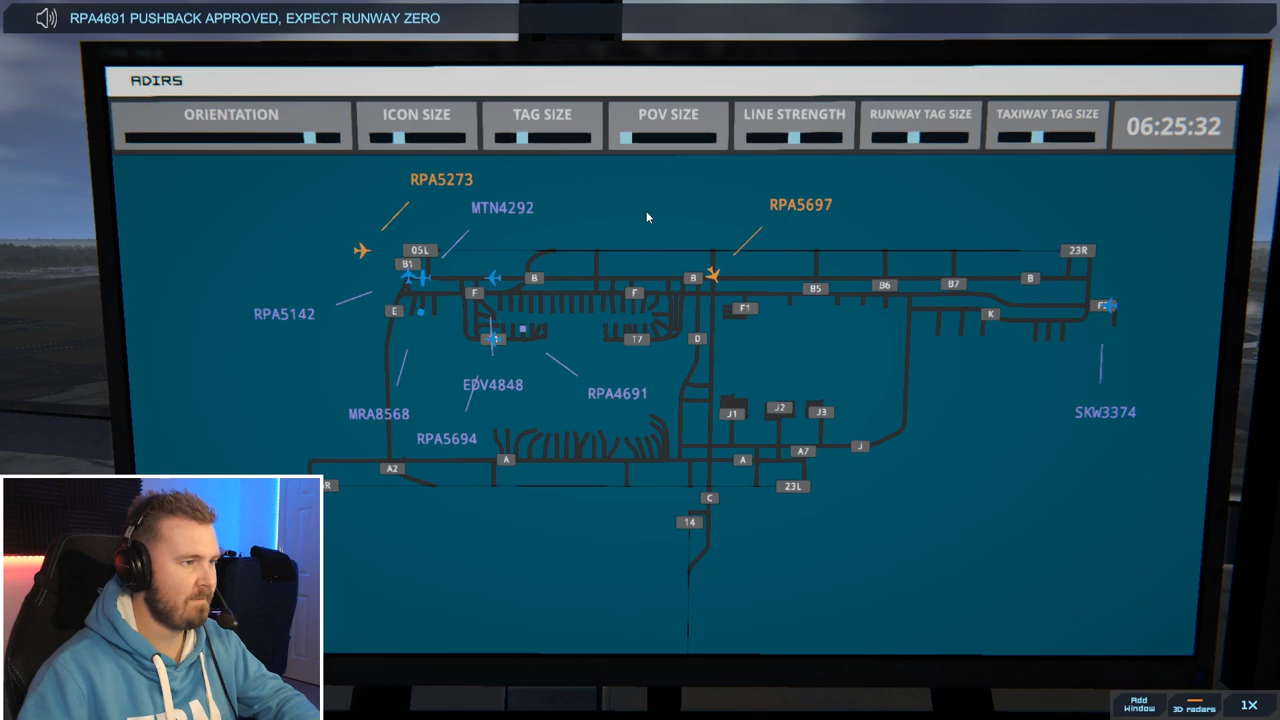 RPA4691 PUSHBACK APPROVED, EXPECT RUNWAY ZERO
ADIRS
ORIENTATION
ICON SIZE
TAG SIZE
POV SIZE
LINE STRENGTH
RUNWAY TAG SIZE
TAXIWAY TAG SIZE
06:25:32
RPA5273
MTN4292
RPA5697
05L
23R
B1
B
B
B
B5
B6
B7
F
F
F1
E
K
RPA5142
T7
D
EDV4848
RPA4691
MRA8568
RPA5694
SKW3374
J1
J2
J3
J
A7
A
A
A2
23L
C
14
Add Window
3D radars
1X